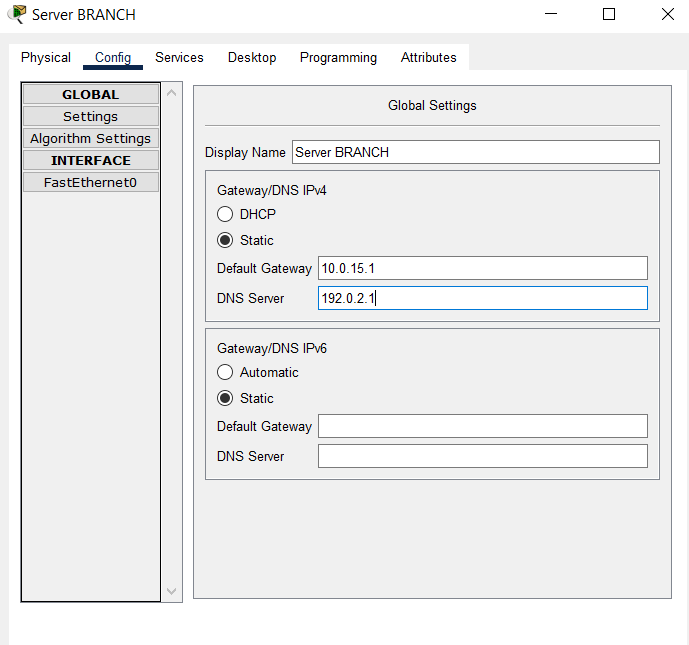 Server BRANCH
Physical Config Services Desktop Programming Attributes
GLOBAL
Settings
Algorithm Settings
INTERFACE
FastEthernet0
Global Settings
Display Name Server BRANCH
Gateway/DNS IPv4
DHCP
Static
Default Gateway 10.0.15.1
DNS Server 192.0.2.1
Gateway/DNS IPv6
Automatic
Static
Default Gateway
DNS Server